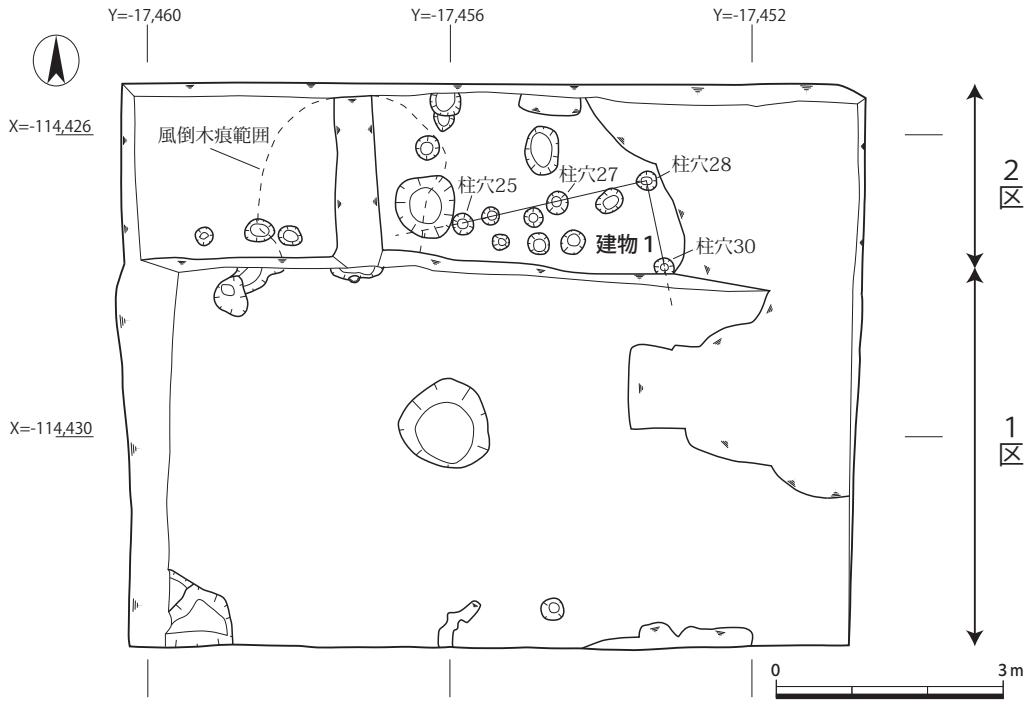 Y=-17,460
Y=-17,456
Y=-17,452
X=-114,426
風倒木痕範囲
柱穴25
柱穴27
柱穴28
建物 1
柱穴30
2
区
X=-114,430
1
区
0
3 m